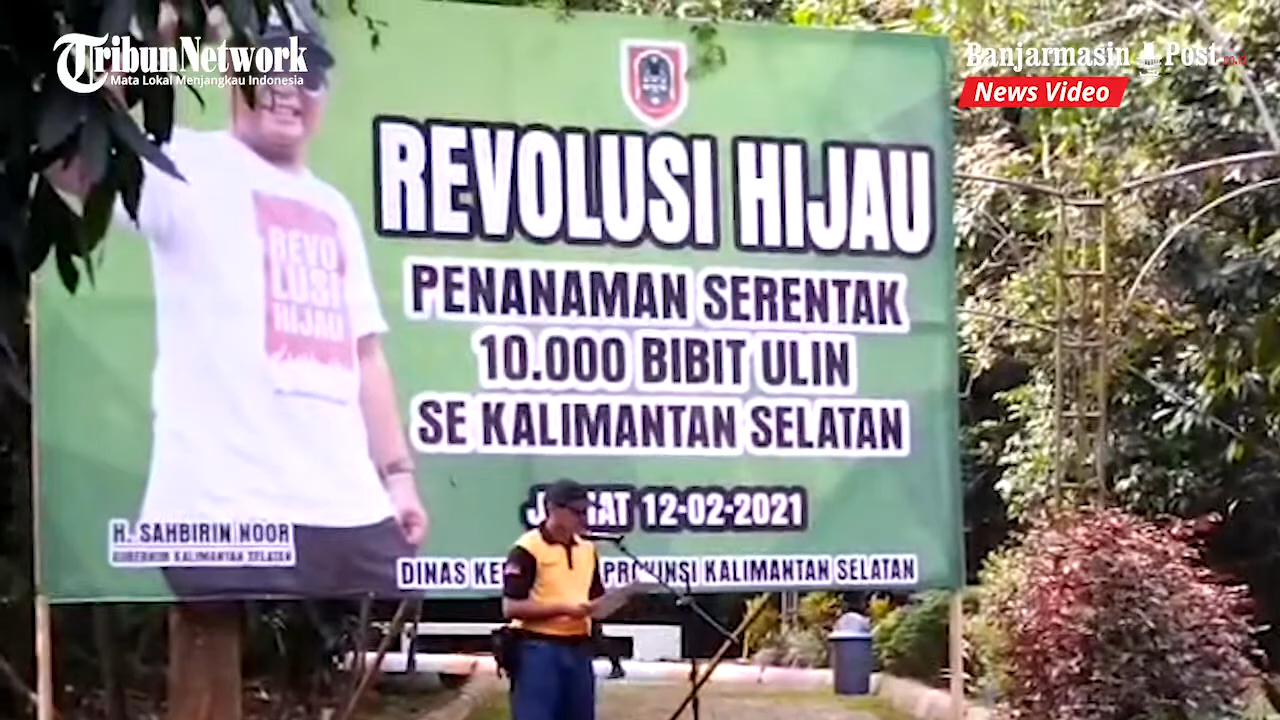 TribunNetwork
Mata Lokal Menjangkau Indonesia
Banjarmasin Post
News Video
REVOLUSI HIJAU
PENANAMAN SERENTAK
10.000 BIBIT ULIN
SE KALIMANTAN SELATAN
12-02-2021
DINAS PROVINSI KALIMANTAN SELATAN
REVO
LUSI
HIJAU
H. SAHBIRIN NOOR
GUBERNUR KALIMANTAN SELATAN